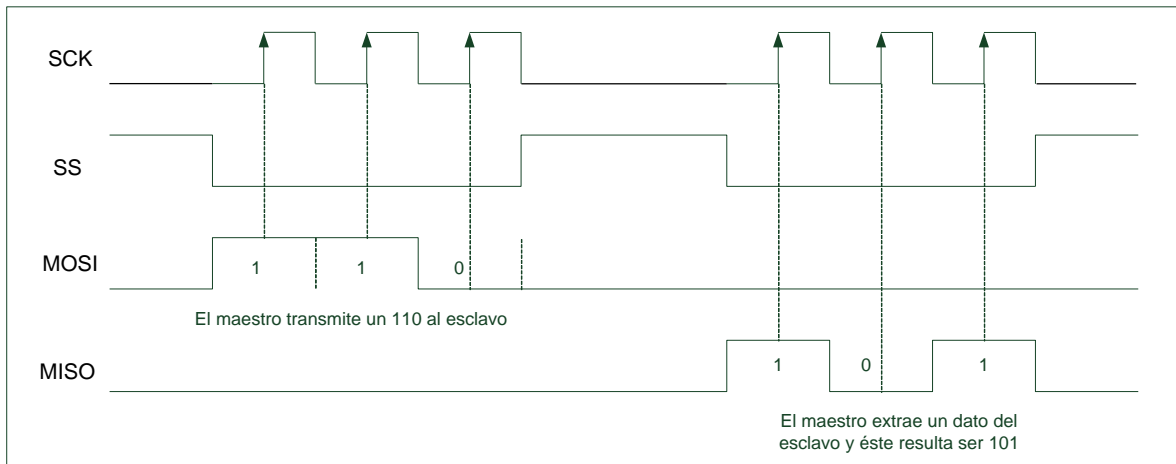 SCK
SS
MOSI
1 1 0
El maestro transmite un 110 al esclavo
MISO
1 0 1
El maestro extrae un dato del
esclavo y éste resulta ser 101